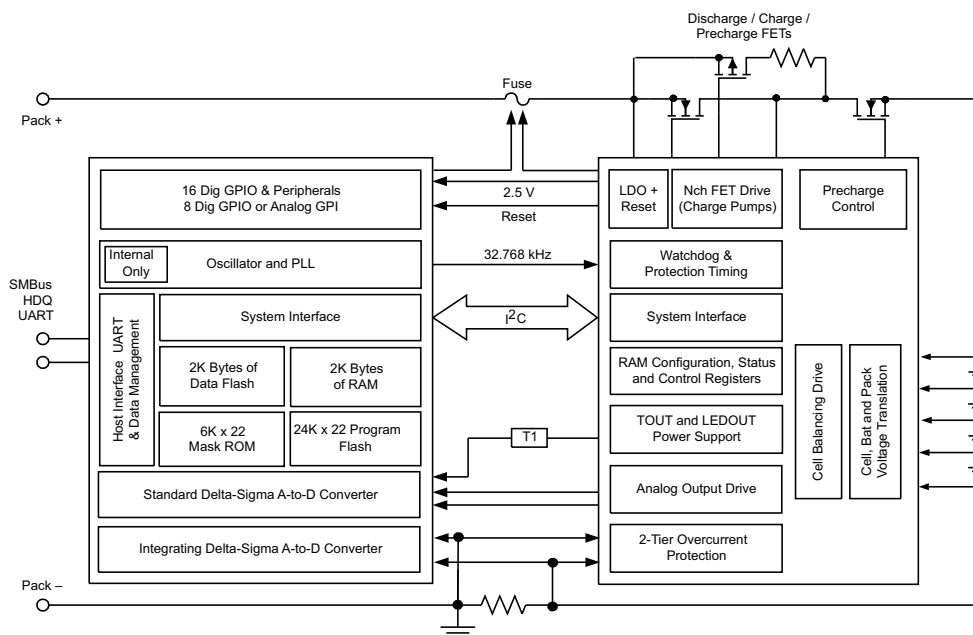 Discharge / Charge /
Precharge FETs
Fuse
Pack +
16 Dig GPIO & Peripherals
8 Dig GPIO or Analog GPI
2.5 V
Reset
LDO +
Reset
Nch FET Drive
(Charge Pumps)
Precharge
Control
Internal
Only
Oscillator and PLL
32.768 kHz
Watchdog &
Protection Timing
SMBus
HDQ
UART
Host Interface UART
& Data Management
System Interface
I2C
System Interface
2K Bytes of
Data Flash
2K Bytes
of RAM
RAM Configuration, Status
and Control Registers
6K x 22
Mask ROM
24K x 22 Program
Flash
T1
TOUT and LEDOUT
Power Support
Cell Balancing Drive
Cell, Bat and Pack
Voltage Translation
Standard Delta-Sigma A-to-D Converter
Analog Output Drive
Integrating Delta-Sigma A-to-D Converter
2-Tier Overcurrent
Protection
Pack –